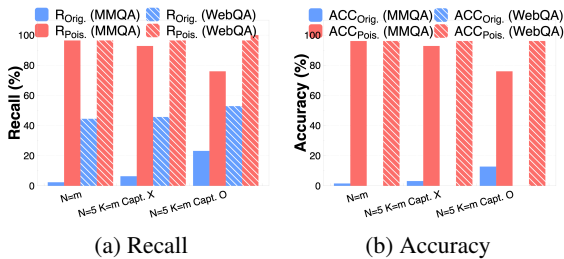 R_Orig. (MMQA) R_Orig. (WebQA)
R_Pois. (MMQA) R_Pois. (WebQA)
100
80
60
40
20
0
Recall (%)
N=m
N=5 K=m Capt. X
N=5 K=m Capt. O
(a) Recall
ACC_Orig. (MMQA) ACC_Orig. (WebQA)
ACC_Pois. (MMQA) ACC_Pois. (WebQA)
100
80
60
40
20
0
Accuracy (%)
N=m
N=5 K=m Capt. X
N=5 K=m Capt. O
(b) Accuracy